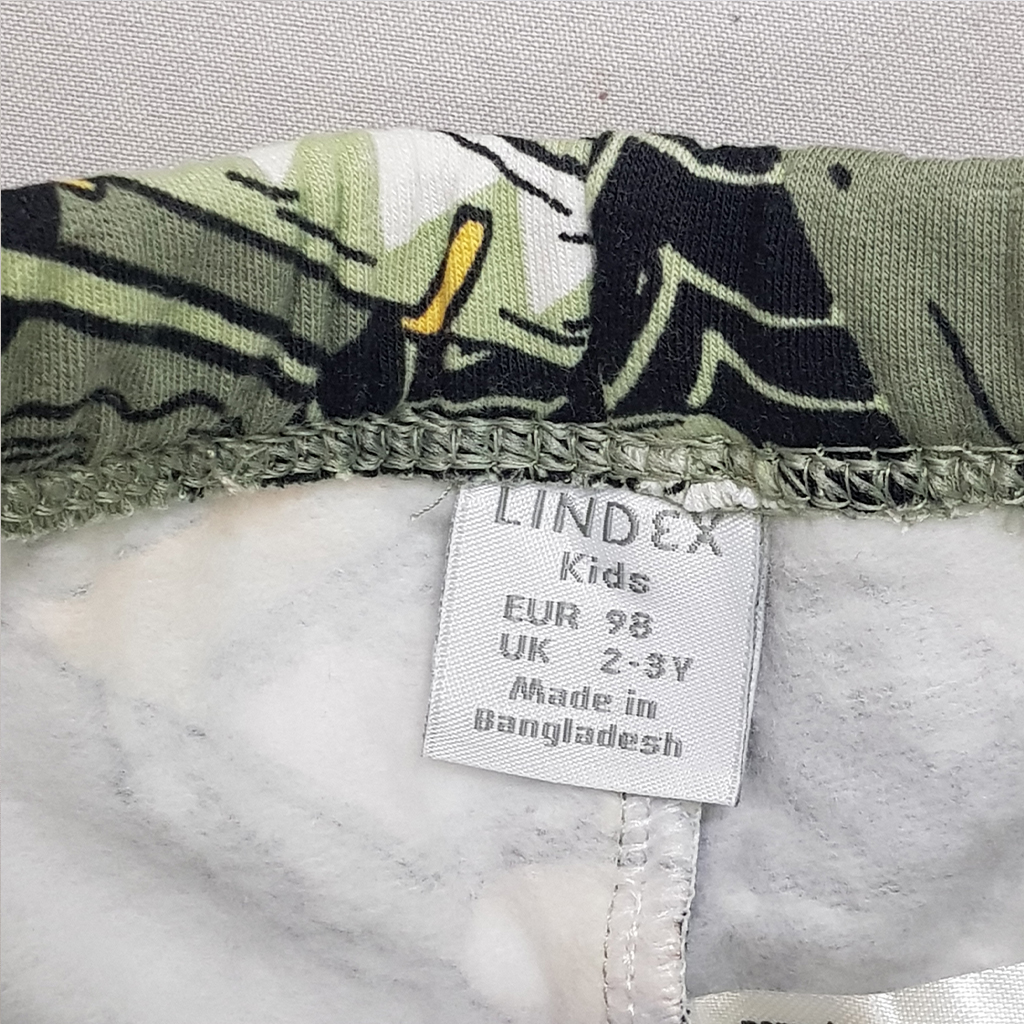 LINDEX
Kids
EUR 98
UK 2-3Y
Made in
Bangladesh